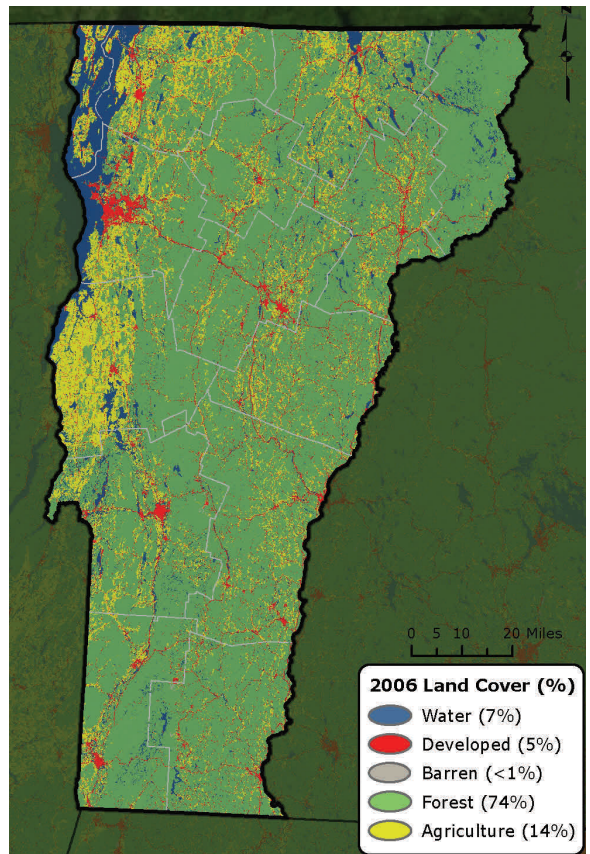 0 5 10 20 Miles
2006 Land Cover (%)
Water (7%)
Developed (5%)
Barren (<1%)
Forest (74%)
Agriculture (14%)